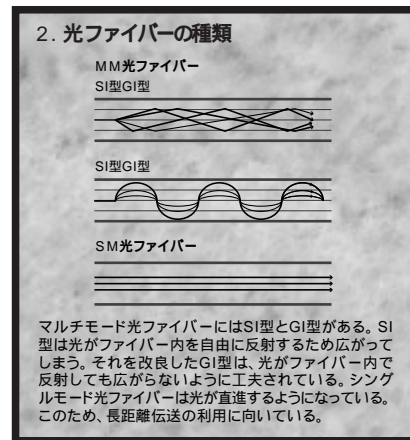 2. 光ファイバーの種類
MM光ファイバー
SI型GI型
SI型GI型
SM光ファイバー
マルチモード光ファイバーにはSI型とGI型がある。SI
型は光がファイバー内を自由に反射するため広がって
しまう。それを改良したGI型は、光がファイバー内で
反射しても広がらないように工夫されている。シング
ルモード光ファイバーは光が直進するようになっている。
このため、長距離伝送の利用に向いている。